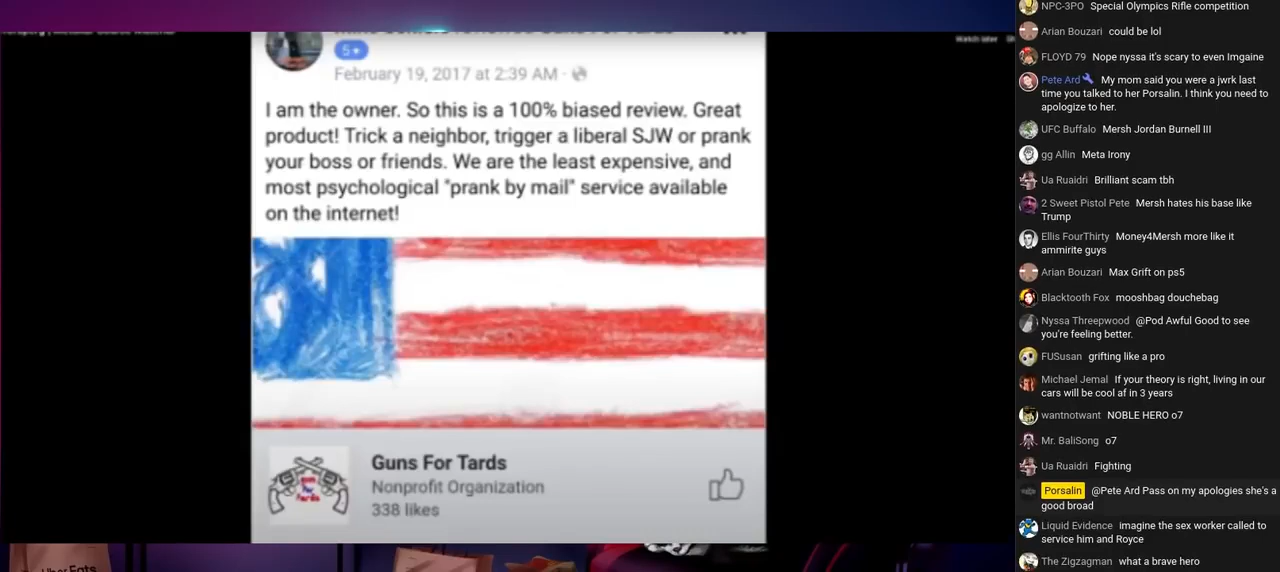 Watch later
5★
February 19, 2017 at 2:39 AM ·
I am the owner. So this is a 100% biased review. Great
product! Trick a neighbor, trigger a liberal SJW or prank
your boss or friends. We are the least expensive, and
most psychological "prank by mail" service available
on the internet!
Guns For Tards
Nonprofit Organization
338 likes
Guns For Tards
Uber Eats
NPC-3PO Special Olympics Rifle competition
Arian Bouzari could be lol
FLOYD 79 Nope nyssa it's scary to even Imgaine
Pete Ard My mom said you were a jwrk last
time you talked to her Porsalin. I think you need to
apologize to her.
UFC Buffalo Mersh Jordan Burnell III
gg Allin Meta Irony
Ua Ruaidri Brilliant scam tbh
2 Sweet Pistol Pete Mersh hates his base like
Trump
Ellis FourThirty Money4Mersh more like it
ammirite guys
Arian Bouzari Max Grift on ps5
Blacktooth Fox mooshbag douchebag
Nyssa Threepwood @Pod Awful Good to see
you're feeling better.
FUSusan grifting like a pro
Michael Jemal If your theory is right, living in our
cars will be cool af in 3 years
wantnotwant NOBLE HERO o7
Mr. BaliSong o7
Ua Ruaidri Fighting
Porsalin @Pete Ard Pass on my apologies she's a
good broad
Liquid Evidence imagine the sex worker called to
service him and Royce
The Zigzagman what a brave hero